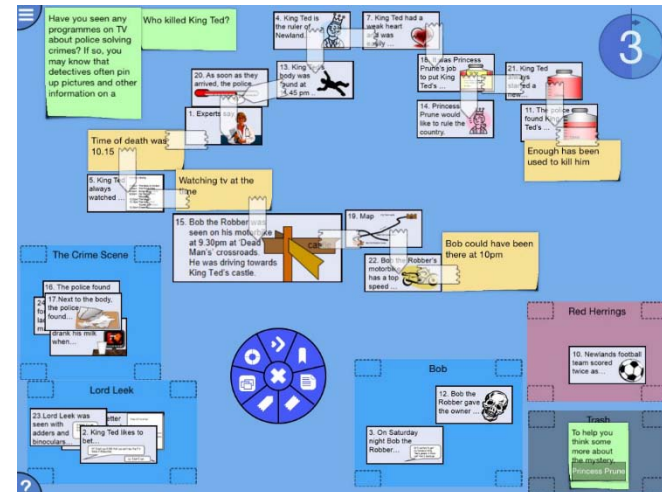 Have you seen any
programmes on TV
about police solving
crimes? If so, you
may know that
detectives often pin
up pictures and other
information on a
Who killed King Ted?
4. King Ted is
the ruler of
Newland.
7. King Ted had a
weak heart
and was
easily ...
3
20. As soon as they
arrived, the police
13. King Ted's
body was
found at
.45 pm ..
1. Experts say
was Princess
Prune's job
to put King
Ted's ...
21. King Ted
always
started a
new...
14. Princess
Prune would
like to rule the
country.
11. The police
found King
Ted's ...
Enough has been
used to kill him
Time of death was
10.15
5. King Ted
always
watched ...
Watching tv at the
time
15. Bob the Robber was
seen on his motorbike
at 9.30pm at 'Dead
Man's' crossroads.
He was driving towards
King Ted's castle.
19. Map
22. Bob the Robber's
motorbike
has a top
speed ...
Bob could have been
there at 10pm
The Crime Scene
16. The police found
17. Next to the body,
the police
found...
drank his milk
when...
Lord Leek
23. Lord Leek was
seen with
adders and
binoculars...
2. King Ted likes to
bet...
Bob
12. Bob the
Robber gave
the owner ...
3. On Saturday
night Bob the
Robber...
Red Herrings
10. Newlands football
team scored
twice as...
Trash
To help you
think some
more about
the mystery,
Princess Prune
?